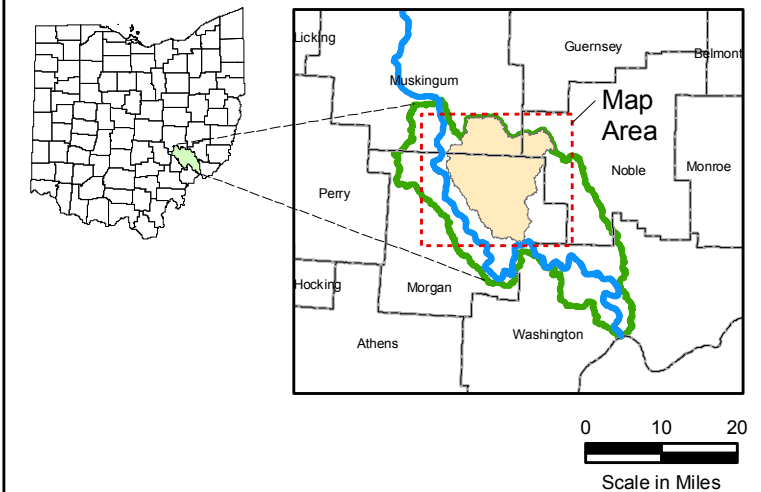 Licking
Guernsey
Belmont
Muskingum
Map
Area
Perry
Noble
Monroe
Hocking
Morgan
Washington
Athens
0 10 20
Scale in Miles